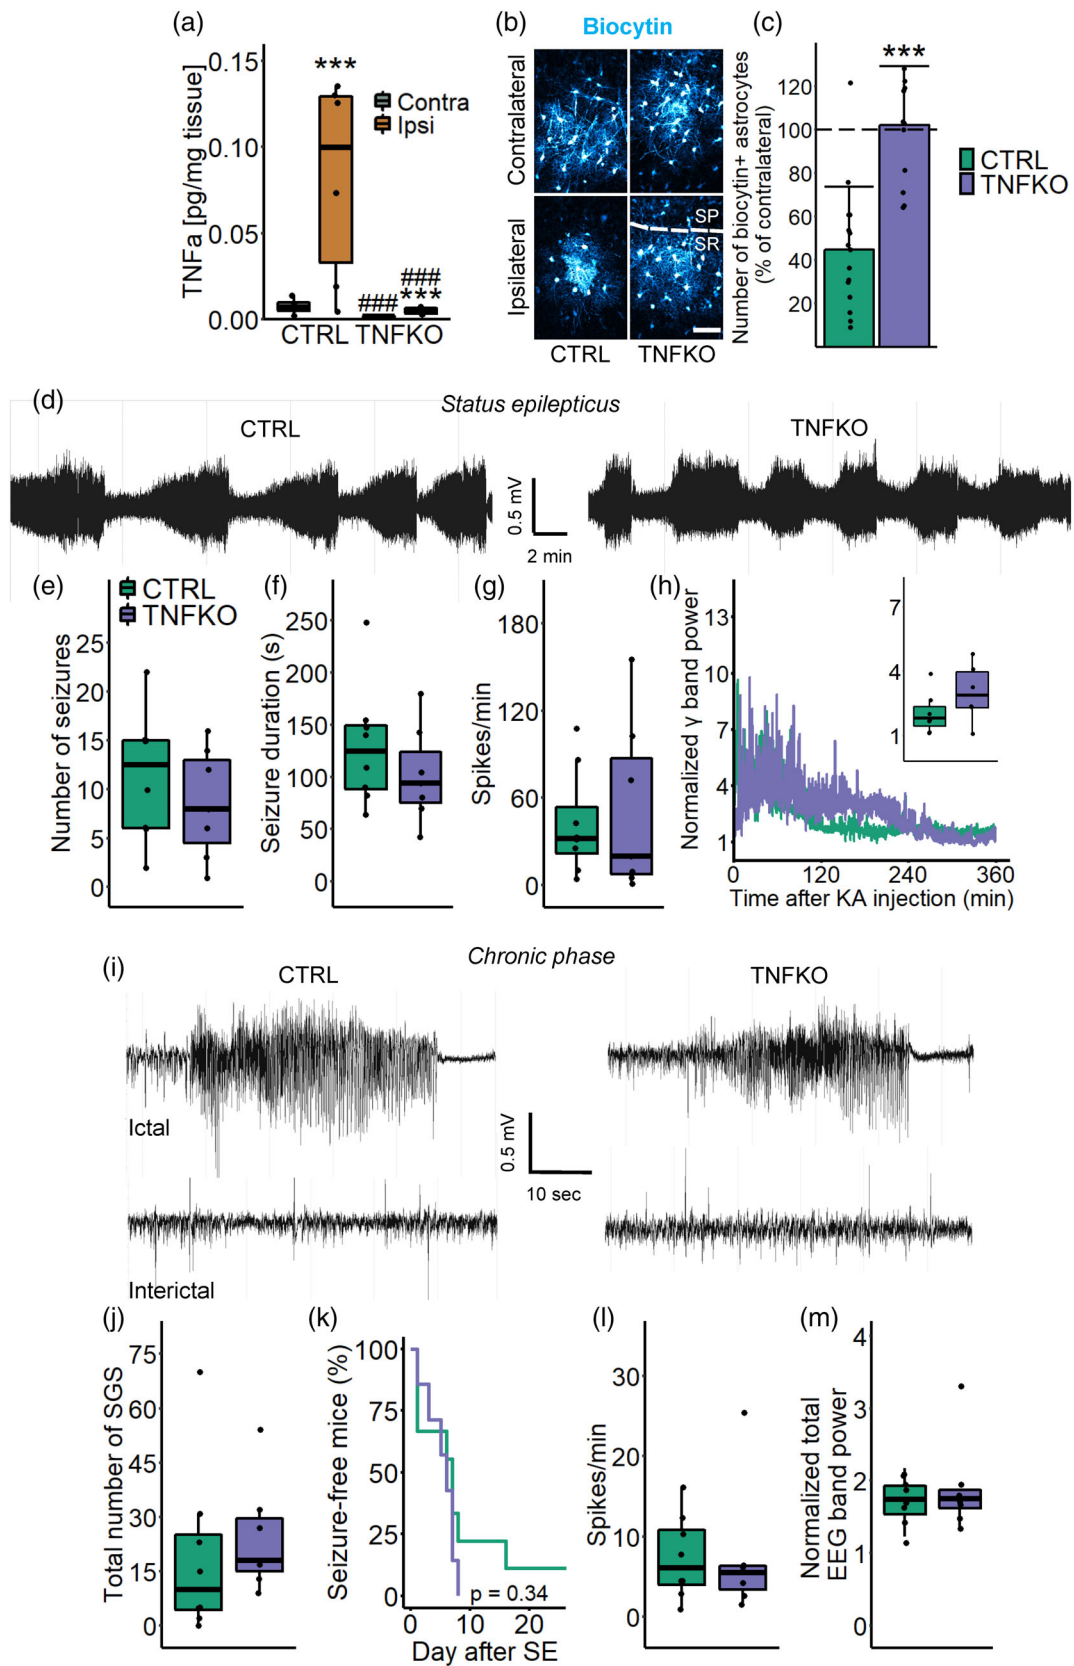 (a)
TNFa [pg/mg tissue]
0.15
0.10
0.05
0.00
***
###
###
***
Contra
Ipsi
CTRL TNFKO
(b)
Biocytin
Contralateral
Ipsilateral
SP
SR
CTRL TNFKO
(c)
Number of biocytin+ astrocytes
(% of contralateral)
120
100
80
60
40
20
***
CTRL
TNFKO
(d)
Status epilepticus
CTRL
TNFKO
0.5 mV
2 min
(e)
CTRL
TNFKO
Number of seizures
25
20
15
10
5
0
(f)
Seizure duration (s)
250
200
150
100
50
0
(g)
Spikes/min
180
120
60
0
(h)
Normalized γ band power
13
10
7
4
1
7
4
1
0 120 240 360
Time after KA injection (min)
(i)
Chronic phase
CTRL
TNFKO
Ictal
0.5 mV
10 sec
Interictal
(j)
Total number of SGS
75
60
45
30
15
0
(k)
Seizure-free mice (%)
100
75
50
25
0
p = 0.34
0 10 20
Day after SE
(l)
Spikes/min
30
20
10
0
(m)
Normalized total
EEG band power
4
3
2
1
0